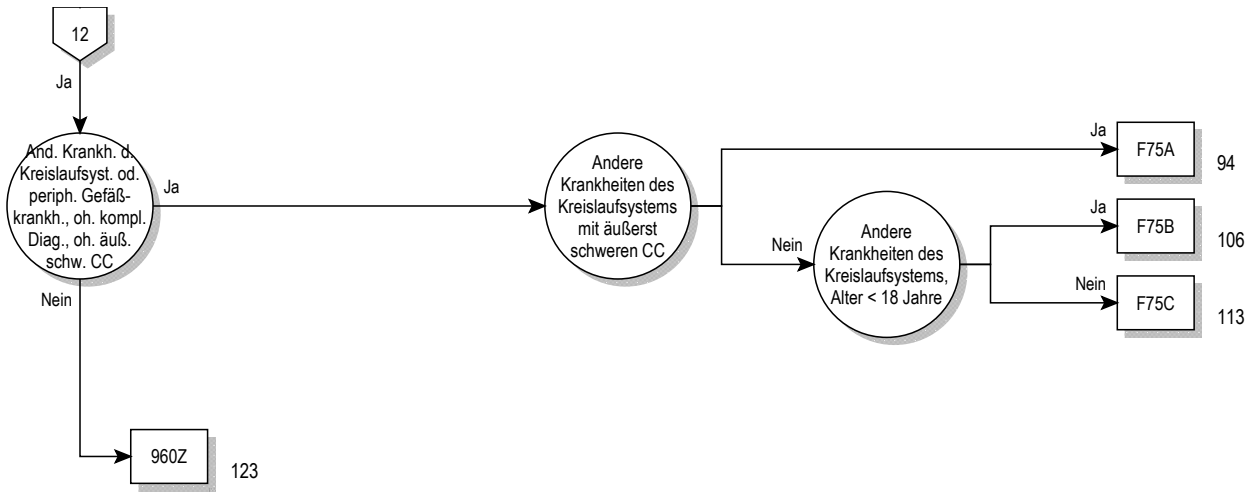 12
Ja
And. Krankh. d.
Kreislaufsyst. od.
periph. Gefäß-
krankh., oh. kompl.
Diag., oh. äuß.
schw. CC
Ja
Nein
Andere
Krankheiten des
Kreislaufsystems
mit äußerst
schweren CC
Ja
F75A
94
Nein
Andere
Krankheiten des
Kreislaufsystems,
Alter < 18 Jahre
Ja
F75B
106
Nein
F75C
113
960Z
123